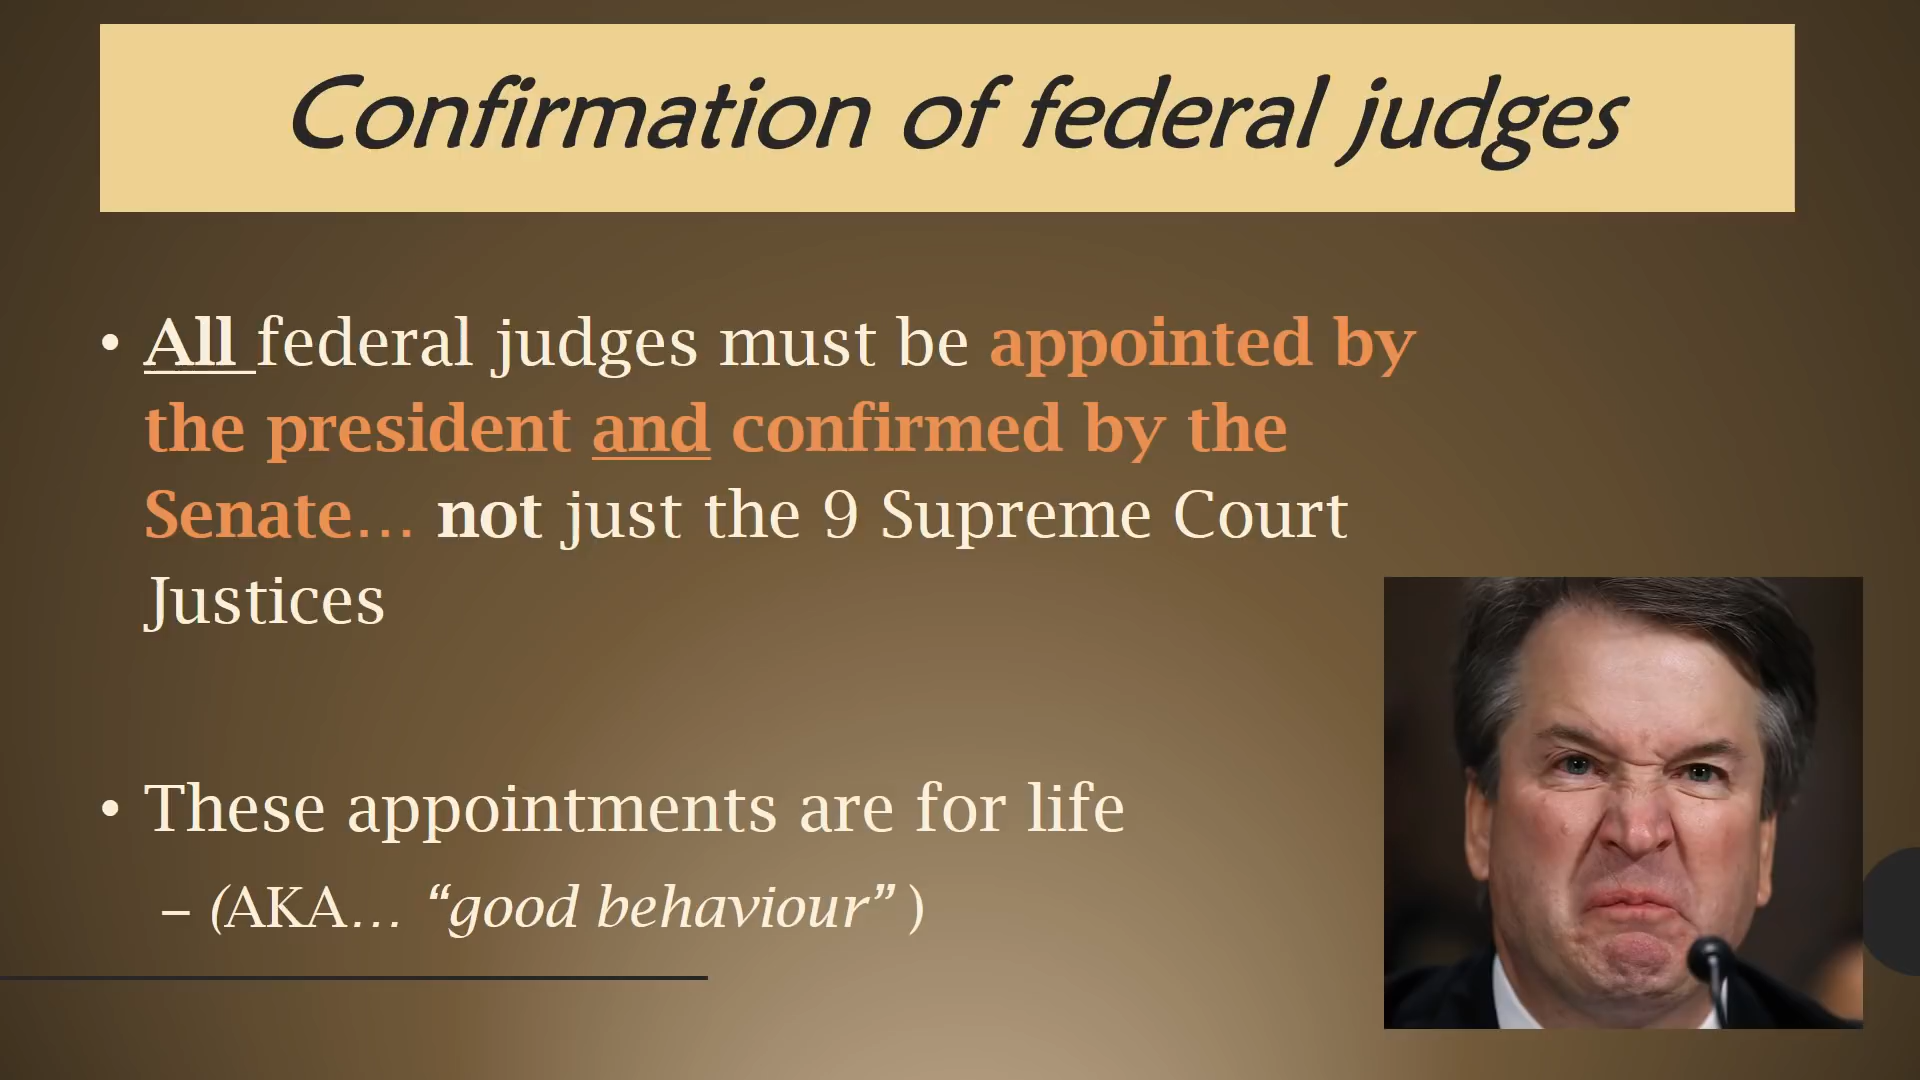 Confirmation of federal judges
• All federal judges must be appointed by
the president and confirmed by the
Senate… not just the 9 Supreme Court
Justices
• These appointments are for life
– (AKA… “good behaviour” )